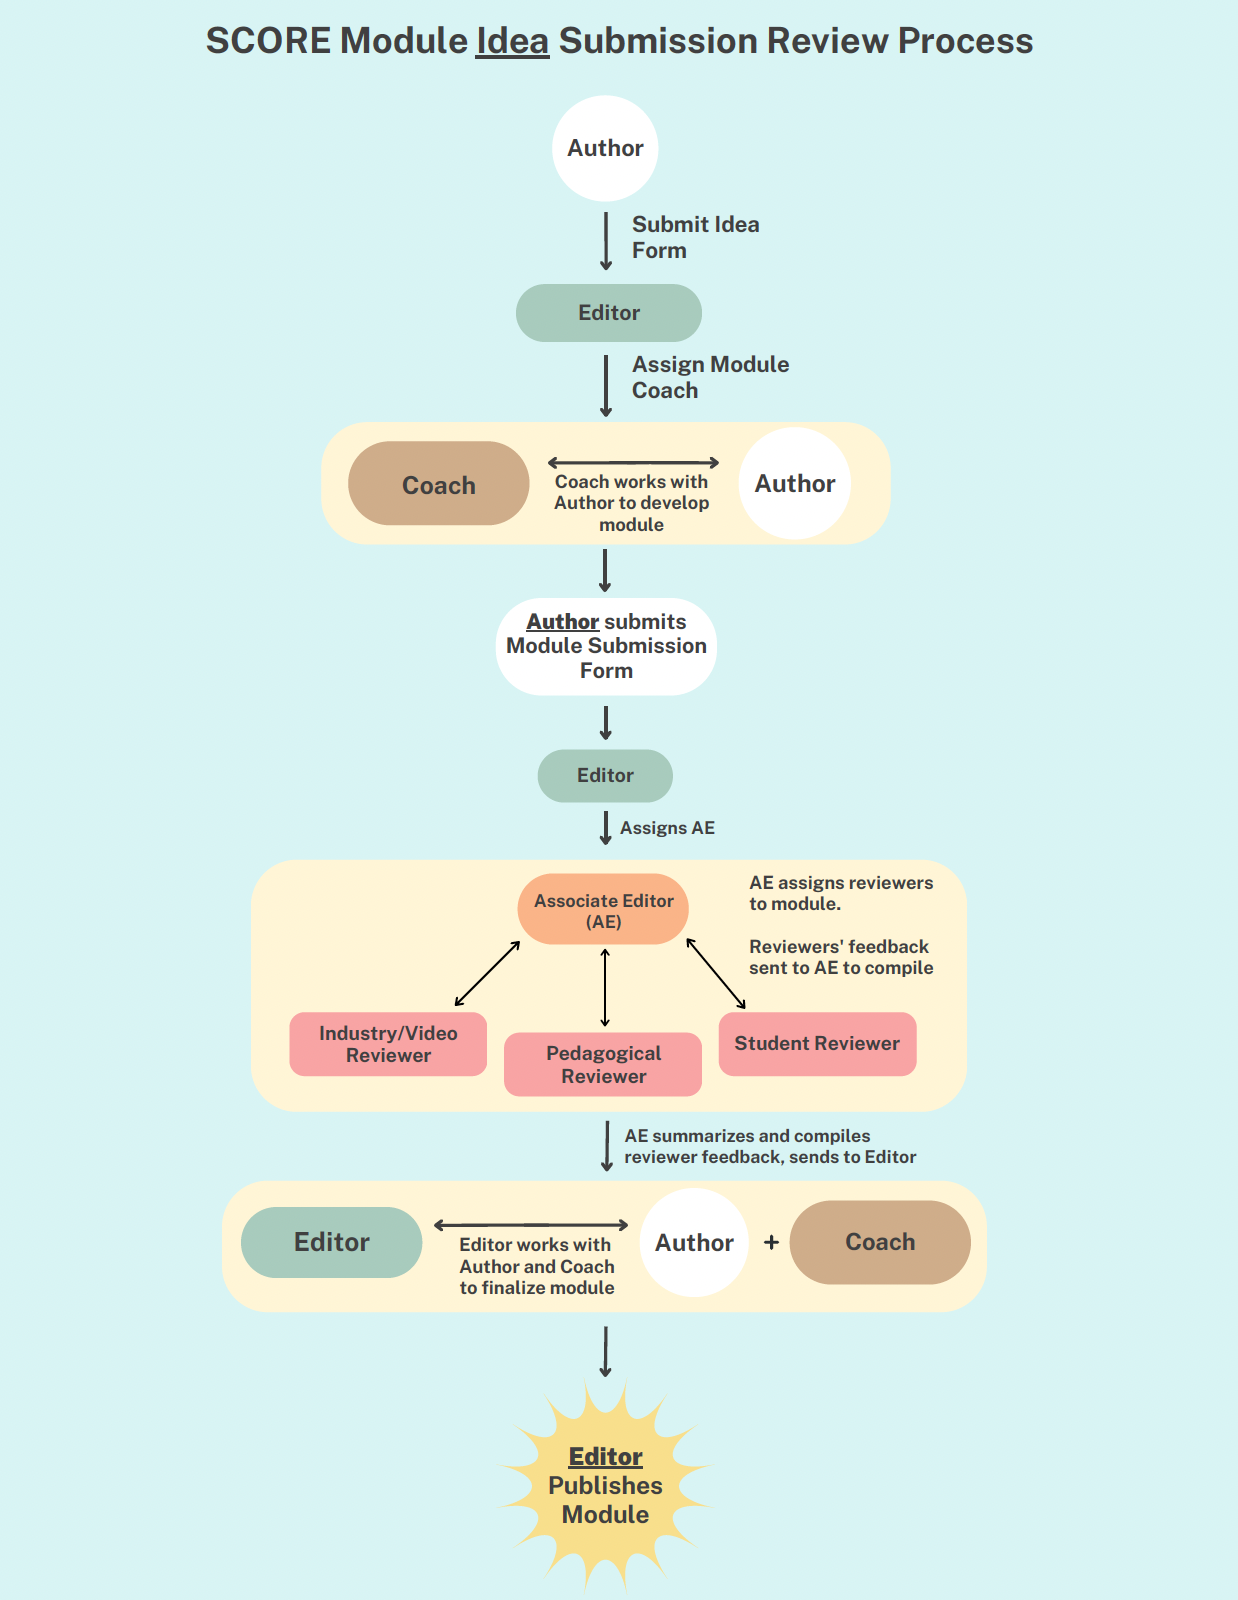 SCORE Module Idea Submission Review Process
Author
Submit Idea
Form
Editor
Assign Module
Coach
Coach
Coach works with
Author to develop
module
Author
Author submits
Module Submission
Form
Editor
Assigns AE
Associate Editor
(AE)
AE assigns reviewers
to module.
Reviewers' feedback
sent to AE to compile
Industry/Video
Reviewer
Pedagogical
Reviewer
Student Reviewer
AE summarizes and compiles
reviewer feedback, sends to Editor
Editor
Editor works with
Author and Coach
to finalize module
Author
+
Coach
Editor
Publishes
Module